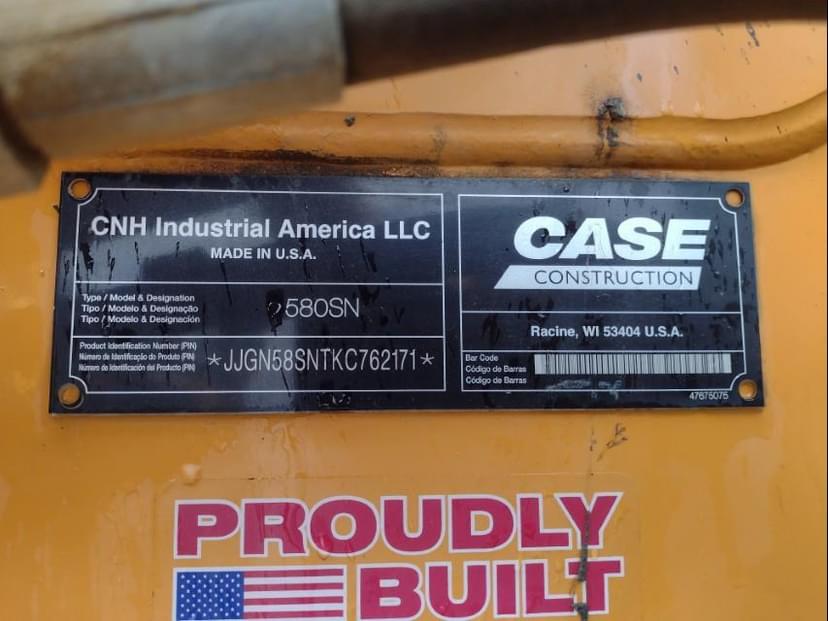 CNH Industrial America LLC
MADE IN U.S.A.
Type / Model & Designation
Tipo / Modelo & Designação
Tipo / Modelo & Designación
580SN
Product Identification Number (PIN)
Número de Identificação do Produto (PIN)
Número de Identificación del Producto (PIN)
*JJGN58SNTKC762171*
CASE
CONSTRUCTION
Racine, WI 53404 U.S.A.
Bar Code
Código de Barras
Código de Barras
47675075
PROUDLY
BUILT